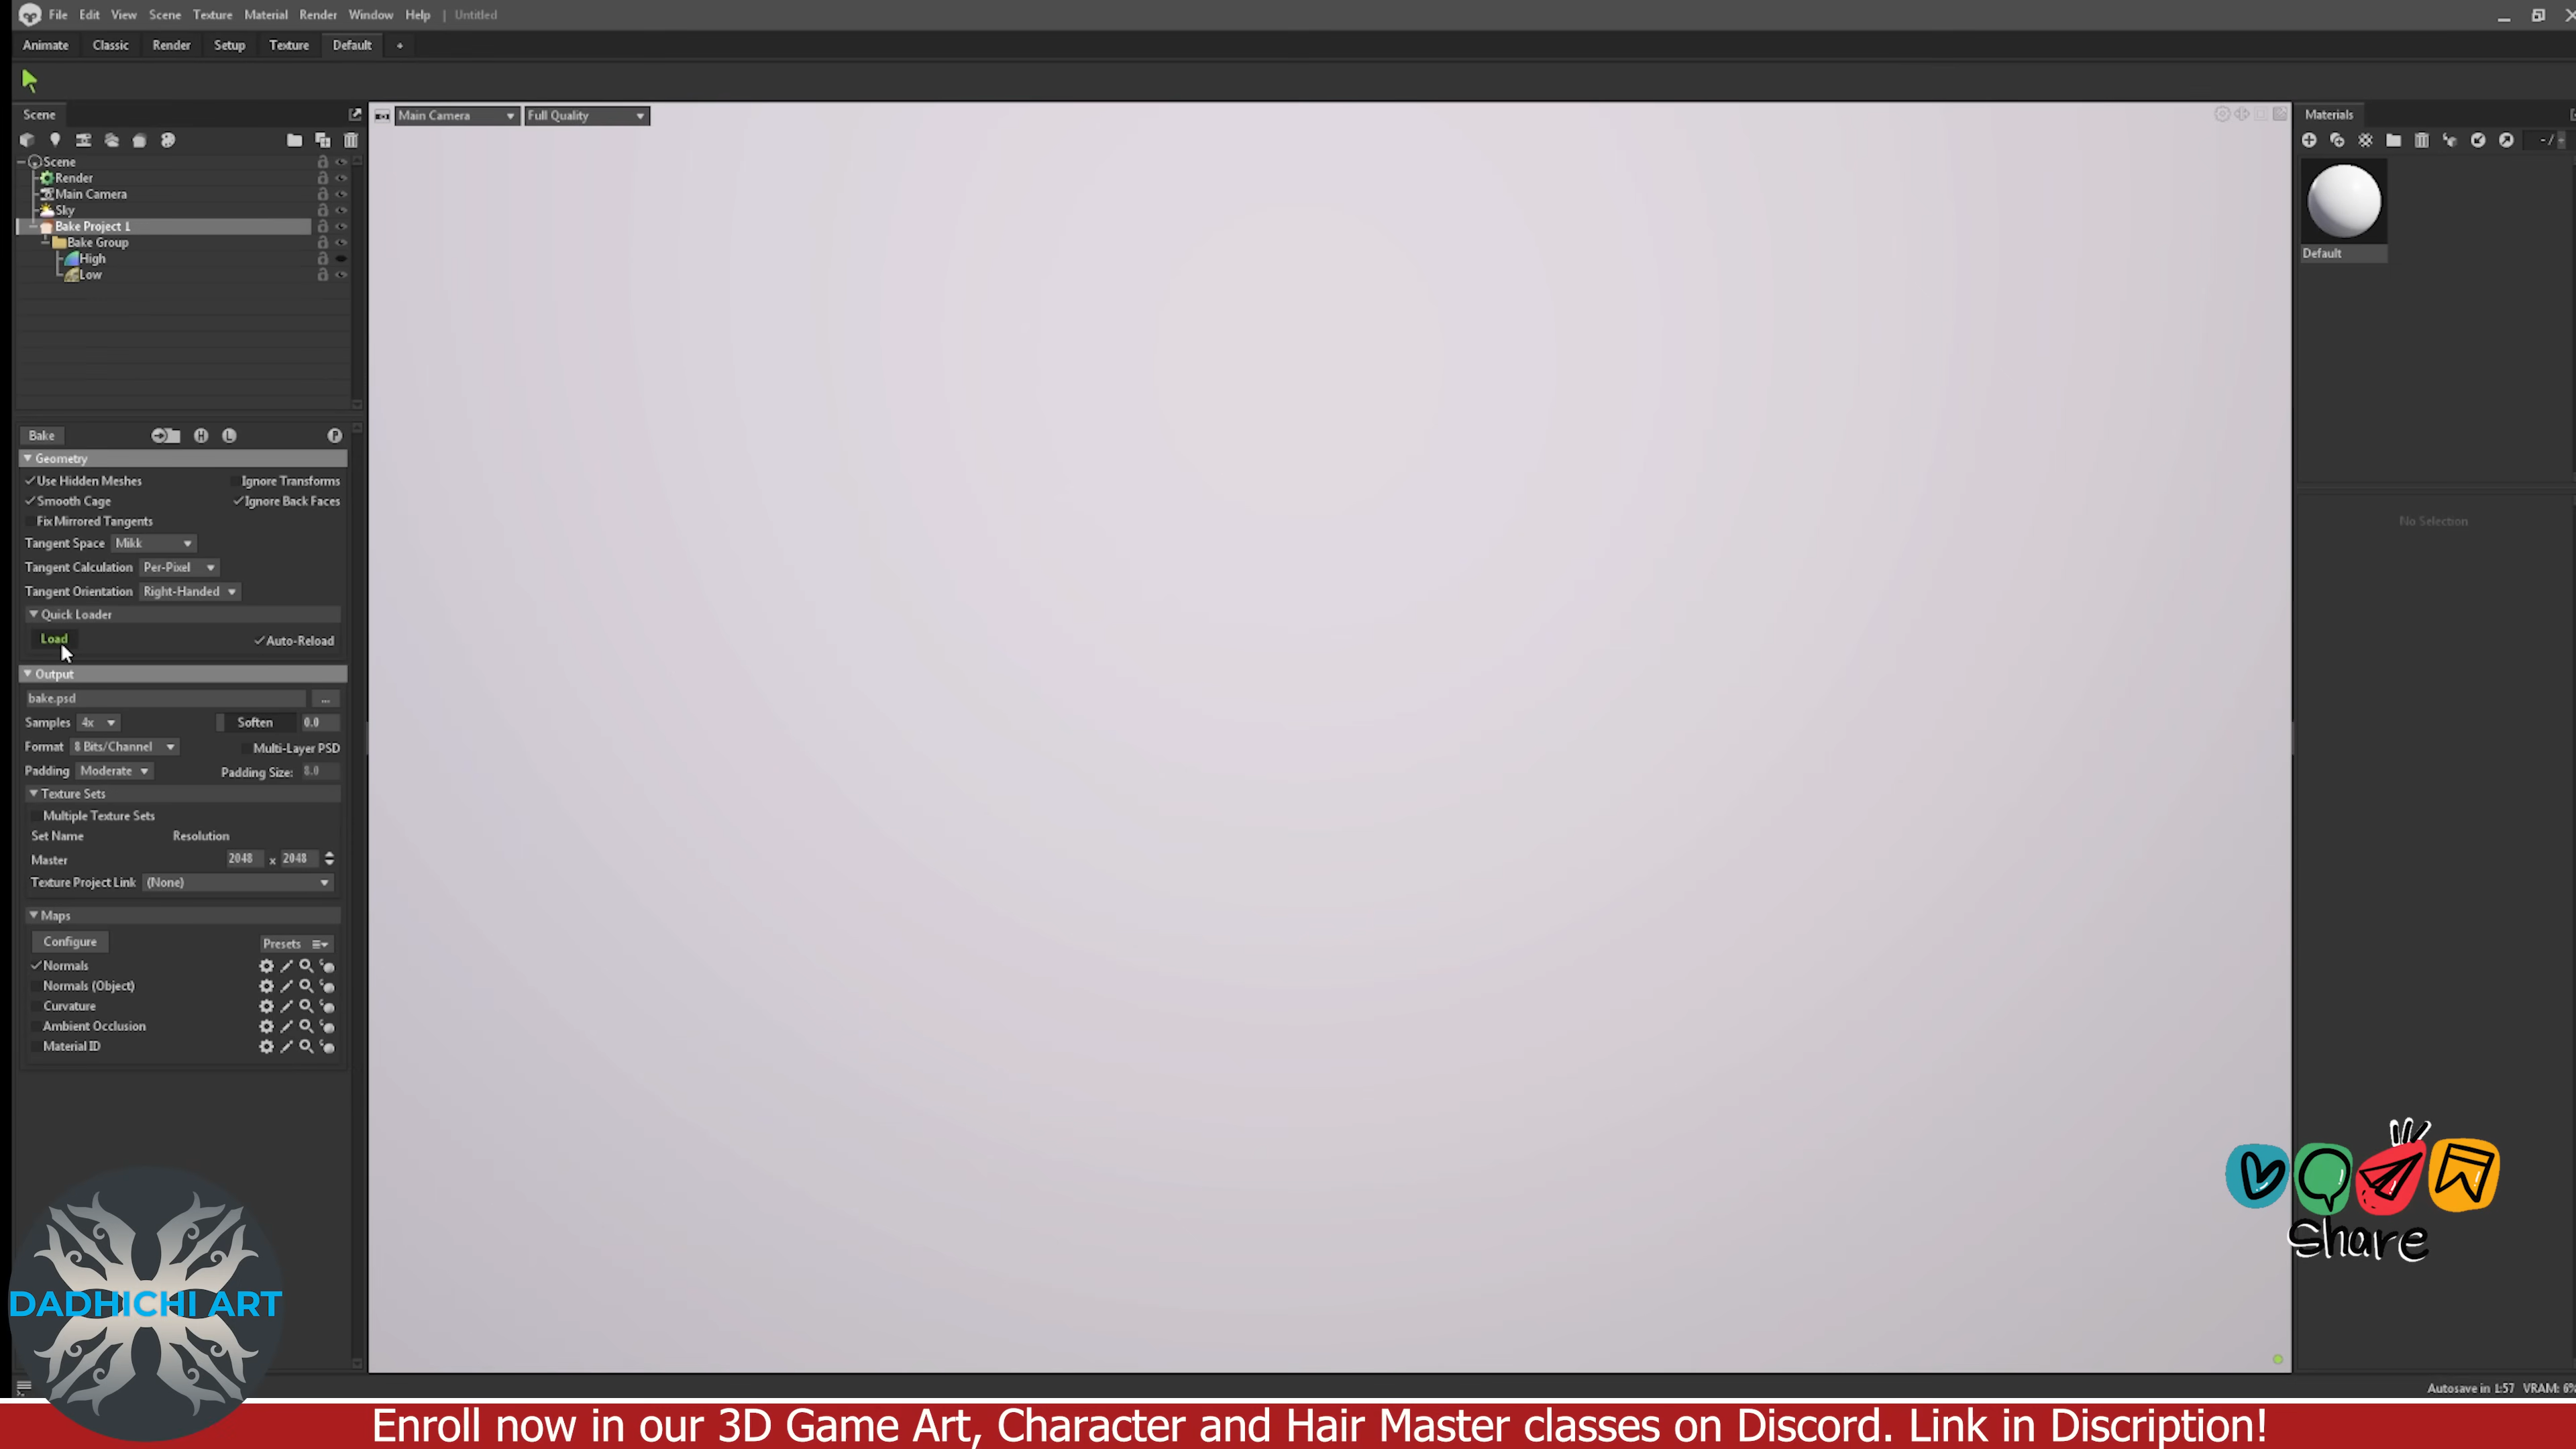 File Edit View Scene Texture Material Render Window Help | Untitled
Animate Classic Render Setup Texture Default +
Scene
Main Camera Full Quality
Materials
Scene
Render
Main Camera
Sky
Bake Project 1
Bake Group
High
Low
Default
Bake H L P
Geometry
Use Hidden Meshes Ignore Transforms
Smooth Cage Ignore Back Faces
Fix Mirrored Tangents
No Selection
Tangent Space Mikk
Tangent Calculation Per-Pixel
Tangent Orientation Right-Handed
Quick Loader
Load Auto-Reload
Output
bake.psd ...
Samples 4x Soften 0.0
Format 8 Bits/Channel Multi-Layer PSD
Padding Moderate Padding Size: 8.0
Texture Sets
Multiple Texture Sets
Set Name Resolution
Master 2048 x 2048
Texture Project Link (None)
Maps
Configure Presets
Normals
Normals (Object)
Curvature
Ambient Occlusion
Material ID
Share
DADHICHI ART
Autosave in 1:57 VRAM: 6%
Enroll now in our 3D Game Art, Character and Hair Master classes on Discord. Link in Discription!